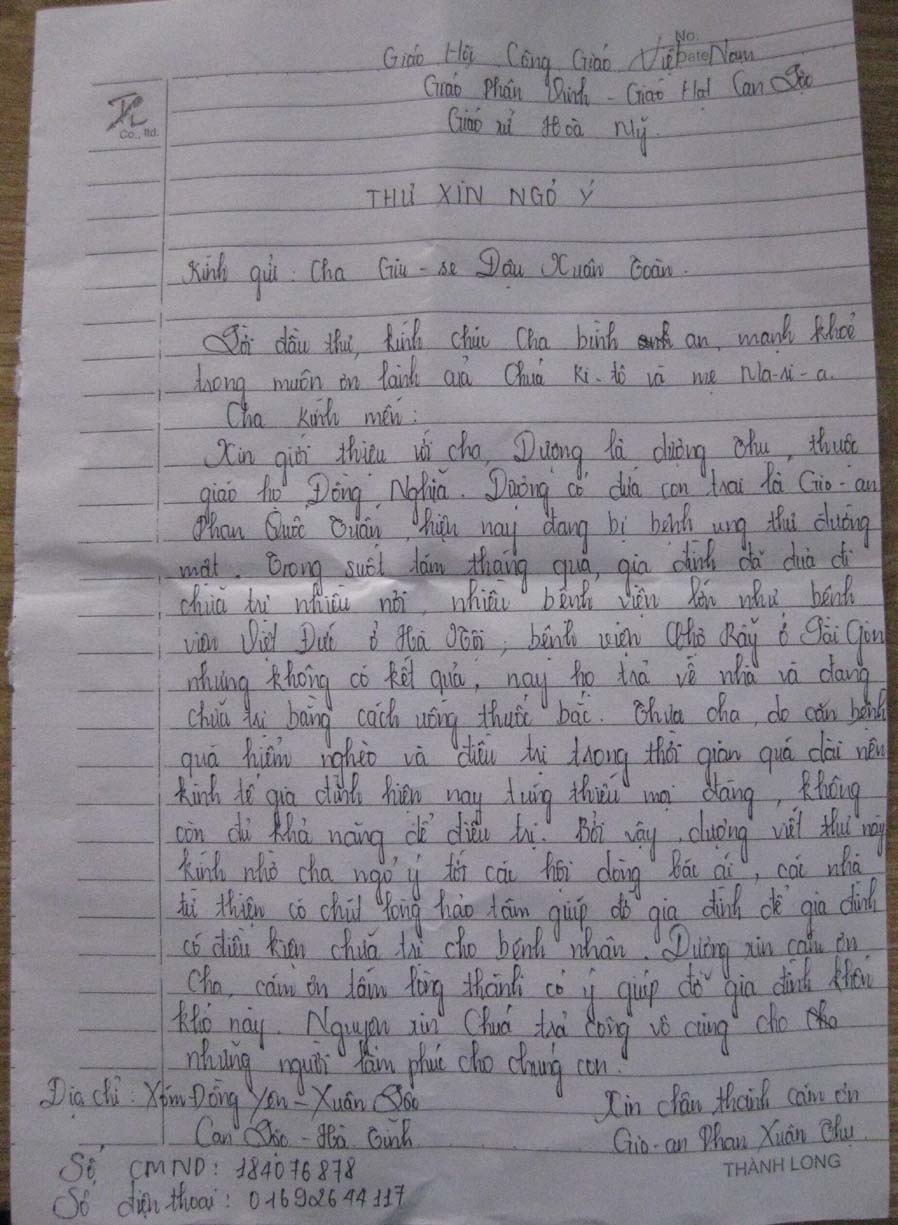 No.
Date
Giáo Hội Công Giáo Việt Nam
Giáo Phận Vinh - Giáo Hạt Can Lộc
Giáo xứ Hoà Mỹ.
TL
Co., ltd.
THƯ XIN NGỎ Ý
Kính gửi: Cha Giu-se Đậu Xuân Toàn.
Lời đầu thư, kính chúc Cha bình an, mạnh khoẻ
trong muôn ơn lành của Chúa Ki-tô và mẹ Ma-ri-a.
Cha kính mến:
Xin giới thiệu với cha, Dượng là dượng Thu, thuộc
giáo họ Đông Nghĩa. Dượng có đứa con trai là Gio-an
Phan Quốc Tuấn, hiện nay đang bị bệnh ung thư đường
mật. Trong suốt tám tháng qua, gia đình đã đưa đi
chữa trị nhiều nơi, nhiều bệnh viện lớn như bệnh
viện Việt Đức ở Hà Nội, bệnh viện Chợ Rẫy ở Sài Gòn
nhưng không có kết quả, nay họ trả về nhà và đang
chữa trị bằng cách uống thuốc bắc. Thưa cha, do căn bệnh
quá hiểm nghèo và điều trị trong thời gian quá dài nên
kinh tế gia đình hiện nay túng thiếu mọi đàng, không
còn đủ khả năng để điều trị. Bởi vậy, dượng viết thư này
kính nhờ cha ngỏ ý tới các hội dòng bác ái, các nhà
từ thiện có chút lòng hảo tâm giúp đỡ gia đình để gia đình
có điều kiện chữa trị cho bệnh nhân. Dượng xin cảm ơn
Cha, cám ơn tấm lòng thành có ý giúp đỡ gia đình khốn
khó này. Nguyện xin Chúa trả công vô cùng cho
những người làm phúc cho chúng con.
Địa chỉ: Xóm Đông Yên - Xuân Lộc
Can Lộc - Hà Tĩnh
Xin chân thành cảm ơn
Gio-an Phan Xuân Thu
Số CMND: 184076878
Số điện thoại: 01692644117
THÀNH LONG